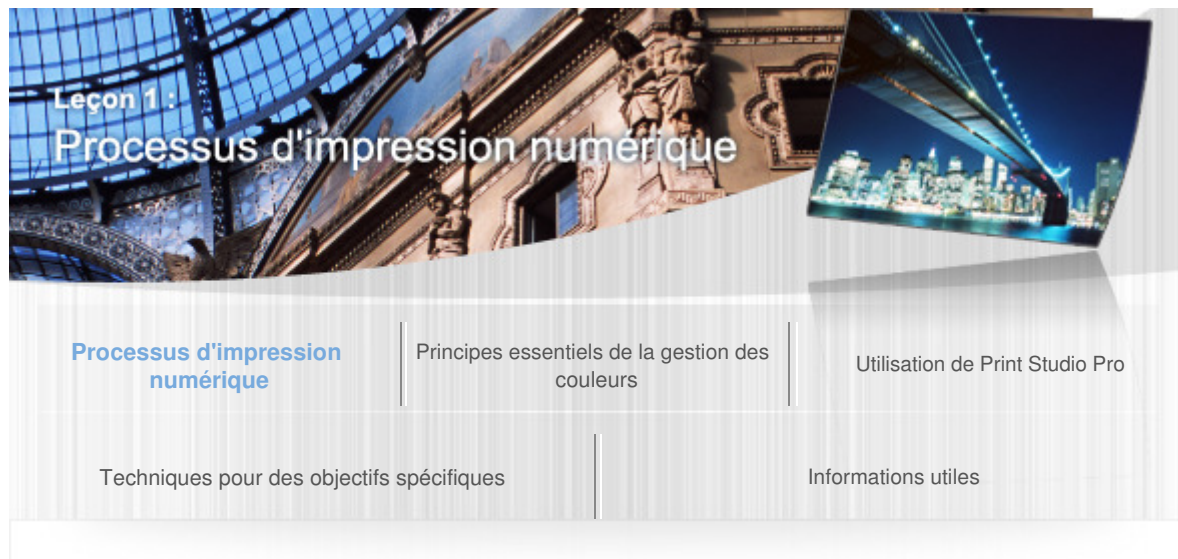 Leçon 1 :
Processus d'impression numérique
Processus d'impression
numérique
Principes essentiels de la gestion des
couleurs
Utilisation de Print Studio Pro
Techniques pour des objectifs spécifiques
Informations utiles